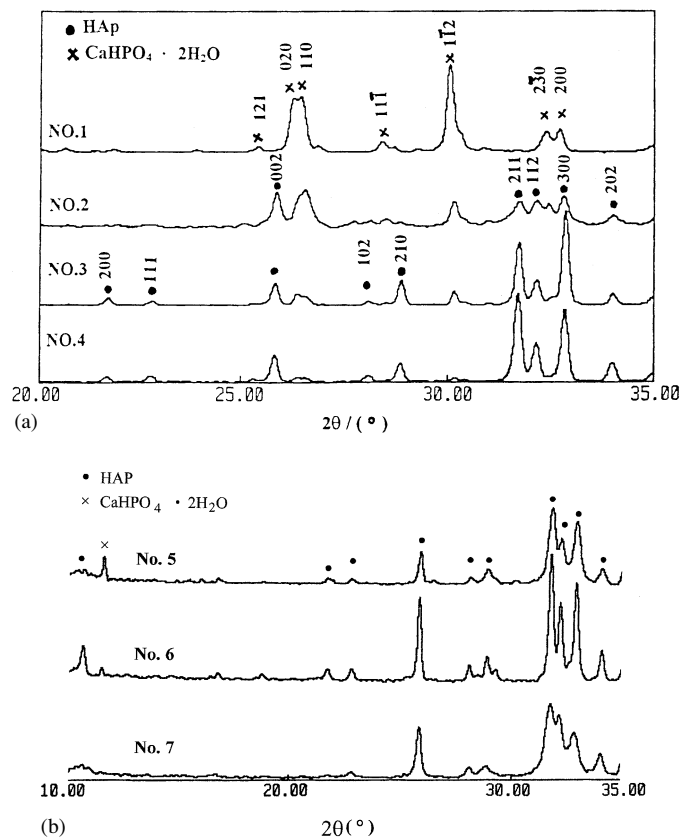 ● HAp
× CaHPO₄ · 2H₂O
121
020
110
111̄
11̄2
2̄30
200
NO.1
002
211
112
300
202
NO.2
200
111
102
210
NO.3
NO.4
20.00 25.00 30.00 35.00
(a) 2θ/(°)
• HAP
× CaHPO₄ · 2H₂O
No. 5
No. 6
No. 7
10.00 20.00 30.00 35.00
(b) 2θ(°)